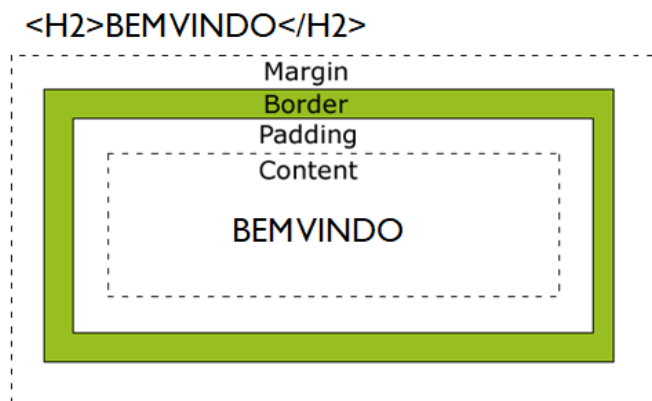 <H2>BEMVINDO</H2>
Margin
Border
Padding
Content
BEMVINDO